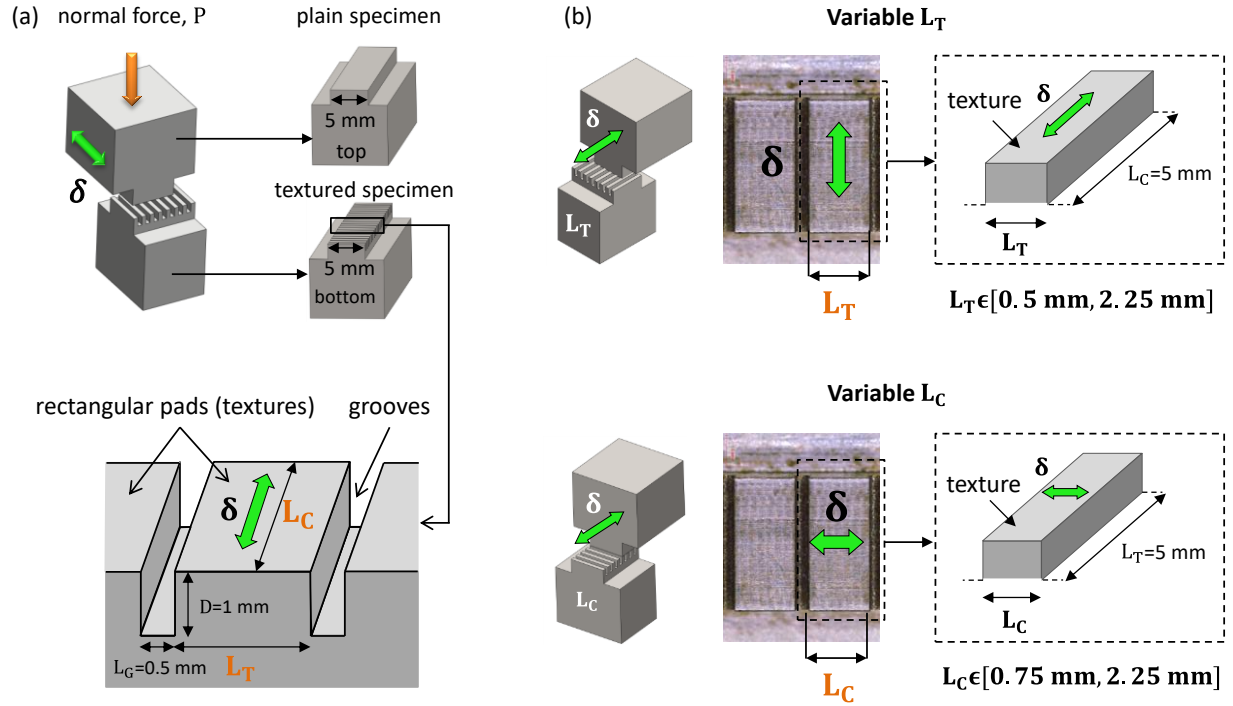 (a)
normal force, P
plain specimen
δ
5 mm
top
textured specimen
5 mm
bottom
rectangular pads (textures)
grooves
δ
L_C
D=1 mm
L_G=0.5 mm
L_T
(b)
Variable L_T
δ
L_T
δ
L_T
texture
δ
L_C=5 mm
L_T
L_Tϵ[0.5 mm, 2.25 mm]
Variable L_C
δ
L_C
δ
L_C
texture
δ
L_T=5 mm
L_C
L_Cϵ[0.75 mm, 2.25 mm]